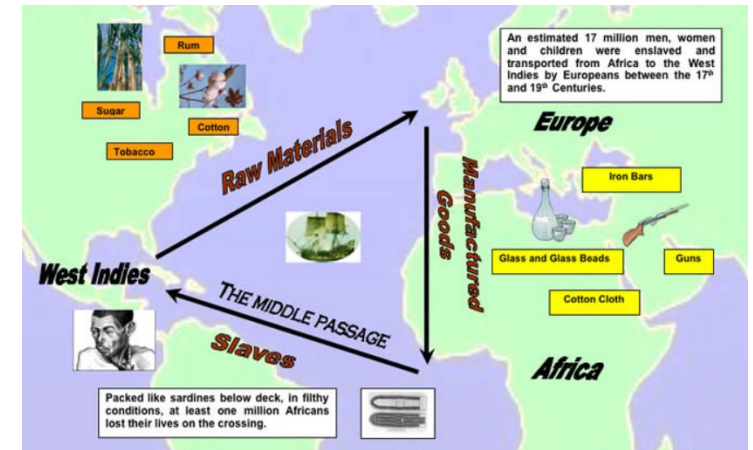 Rum
An estimated 17 million men, women
and children were enslaved and
transported from Africa to the West
Indies by Europeans between the 17th
and 19th Centuries.
Sugar
Cotton
Tobacco
Europe
Raw Materials
Manufactured
Goods
Iron Bars
Glass and Glass Beads
Guns
Cotton Cloth
West Indies
THE MIDDLE PASSAGE
Slaves
Africa
Packed like sardines below deck, in filthy
conditions, at least one million Africans
lost their lives on the crossing.